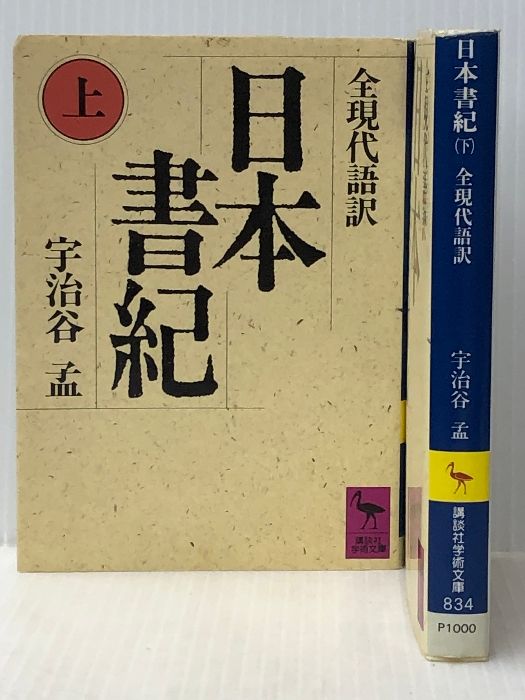 全現代語訳
日本
書紀
上
宇治谷 孟
講談社
学術文庫
日本書紀(下) 全現代語訳
宇治谷 孟
講談社学術文庫
834
P1000